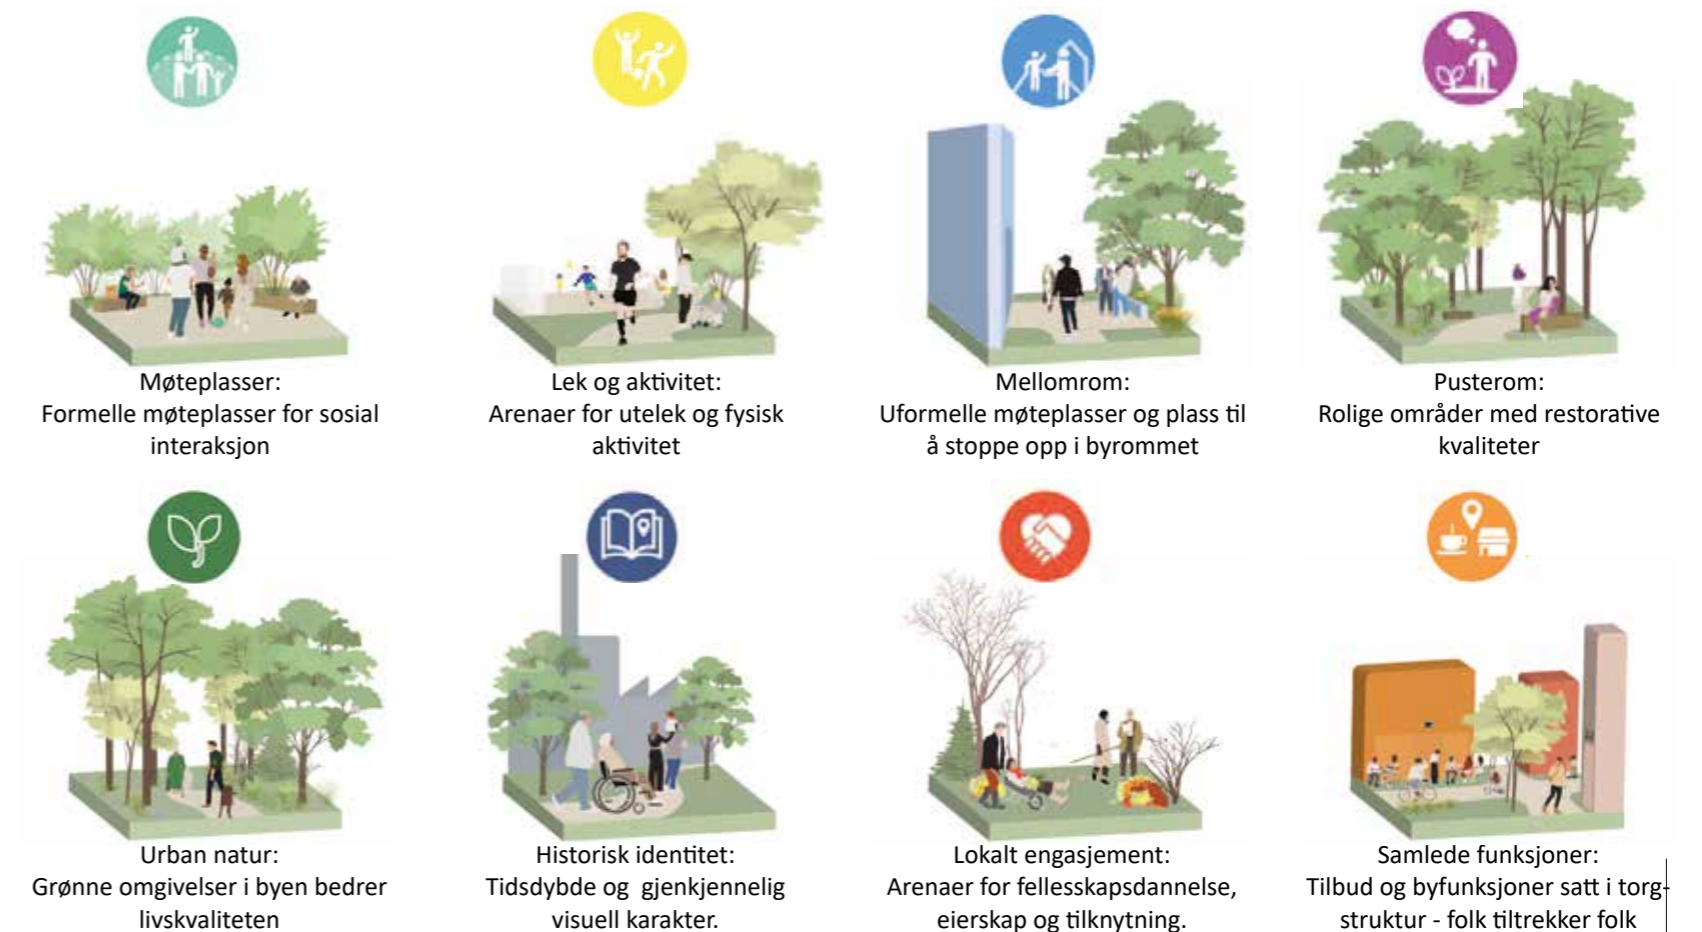 Møteplasser:
Formelle møteplasser for sosial
interaksjon
Lek og aktivitet:
Arenaer for utelek og fysisk
aktivitet
Mellomrom:
Uformelle møteplasser og plass til
å stoppe opp i byrommet
Pusterom:
Rolige områder med restorative
kvaliteter
Urban natur:
Grønne omgivelser i byen bedrer
livskvaliteten
Historisk identitet:
Tidsdybde og gjenkjennelig
visuell karakter.
Lokalt engasjement:
Arenaer for fellesskapsdannelse,
eierskap og tilknytning.
Samlede funksjoner:
Tilbud og byfunksjoner satt i torg-
struktur - folk tiltrekker folk